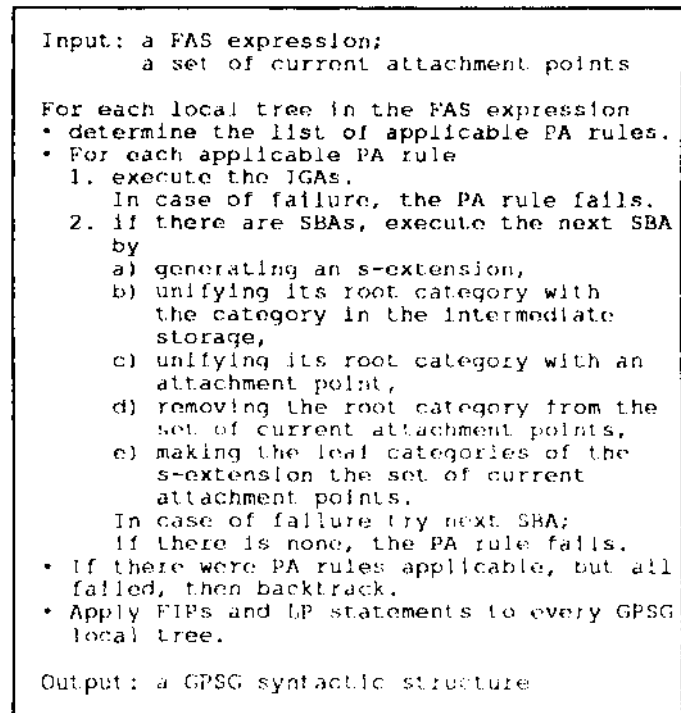 Input: a FAS expression;
a set of current attachment points
For each local tree in the FAS expression
• determine the list of applicable PA rules.
• For each applicable PA rule
1. execute the IGAs.
In case of failure, the PA rule fails.
2. if there are SBAs, execute the next SBA
by
a) generating an s-extension,
b) unifying its root category with
the category in the intermediate
storage,
c) unifying its root category with an
attachment point,
d) removing the root category from the
set of current attachment points,
e) making the leaf categories of the
s-extension the set of current
attachment points.
In case of failure try next SBA;
if there is none, the PA rule fails.
• If there were PA rules applicable, but all
failed, then backtrack.
• Apply FIPs and LP statements to every GPSG
local tree.
Output: a GPSG syntactic structure